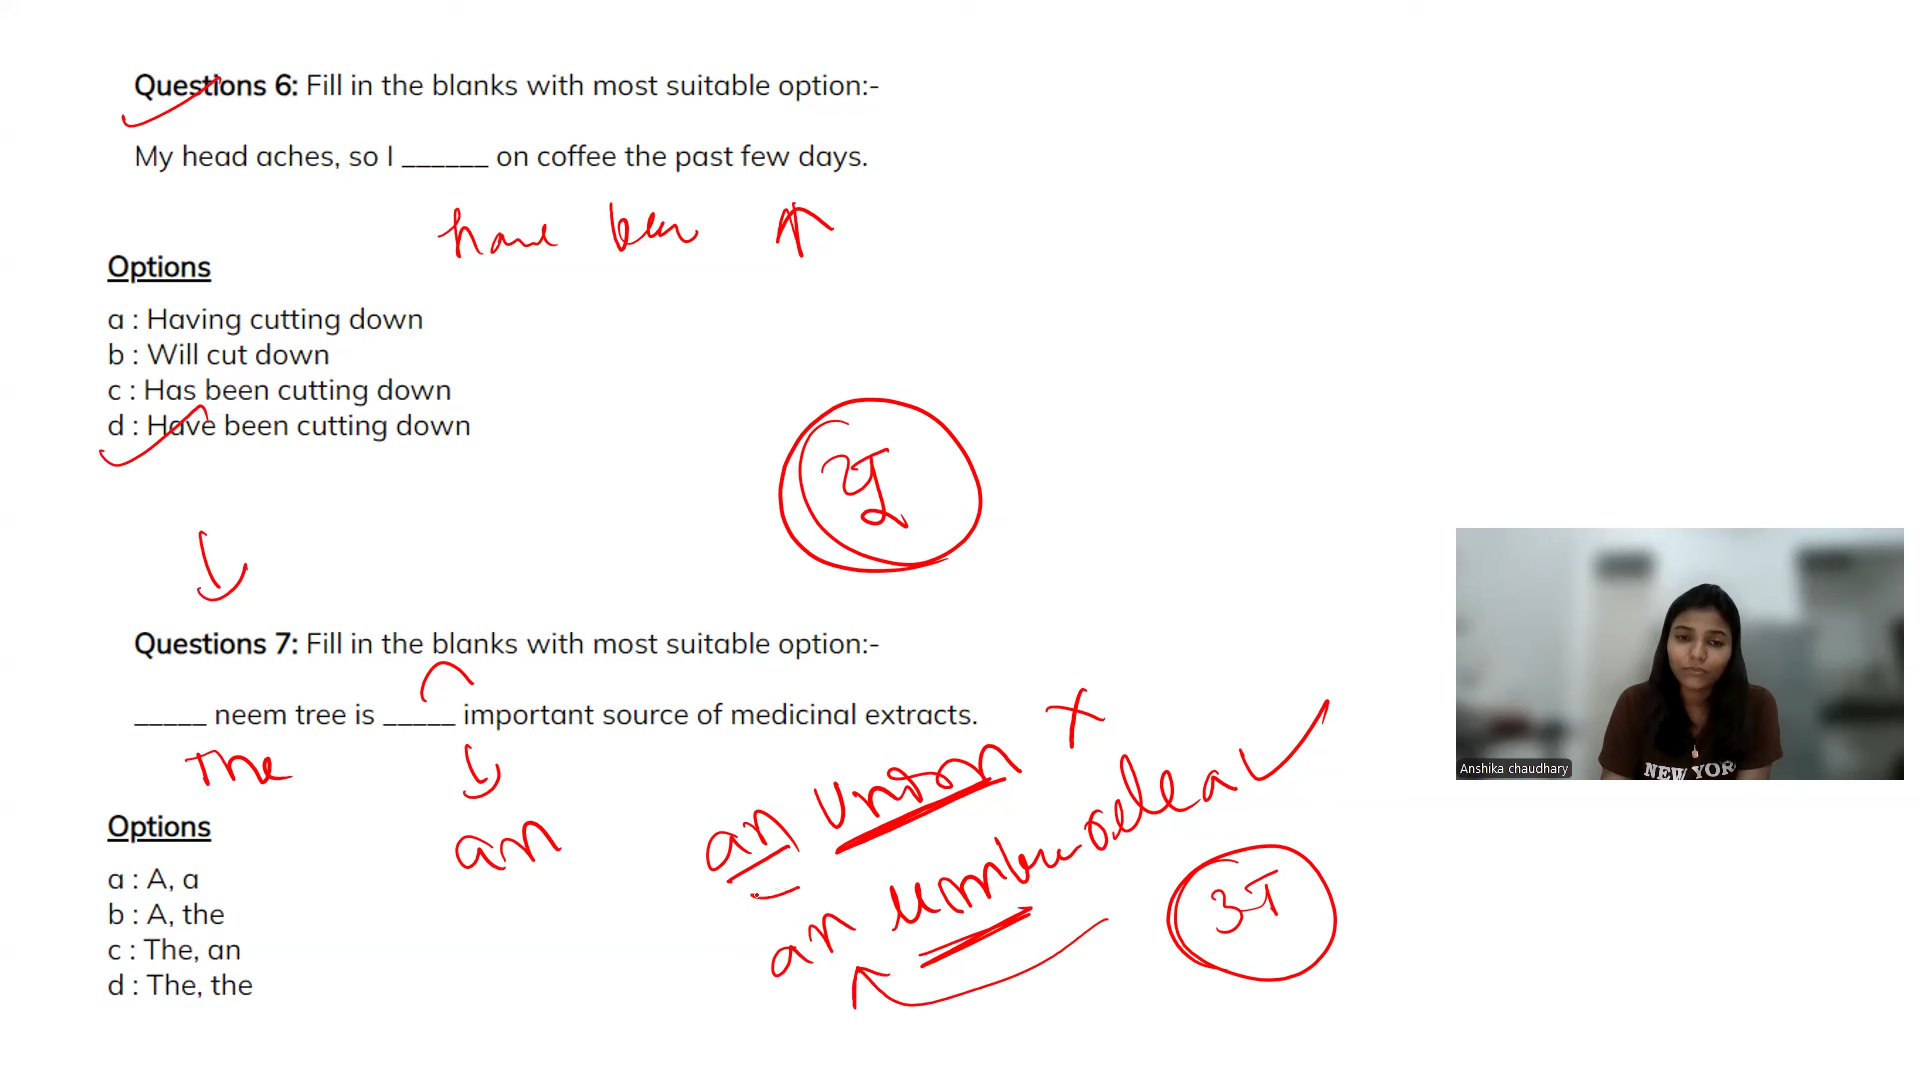 Questions 6: Fill in the blanks with most suitable option:-
My head aches, so I ______ on coffee the past few days.
have been
Options
a : Having cutting down
b : Will cut down
c : Has been cutting down
d : Have been cutting down
यू
Questions 7: Fill in the blanks with most suitable option:-
_____ neem tree is _____ important source of medicinal extracts.
The
an
an union X
an umbrella
Options
a : A, a
b : A, the
c : The, an
d : The, the
Anshika chaudhary
NEW YOR